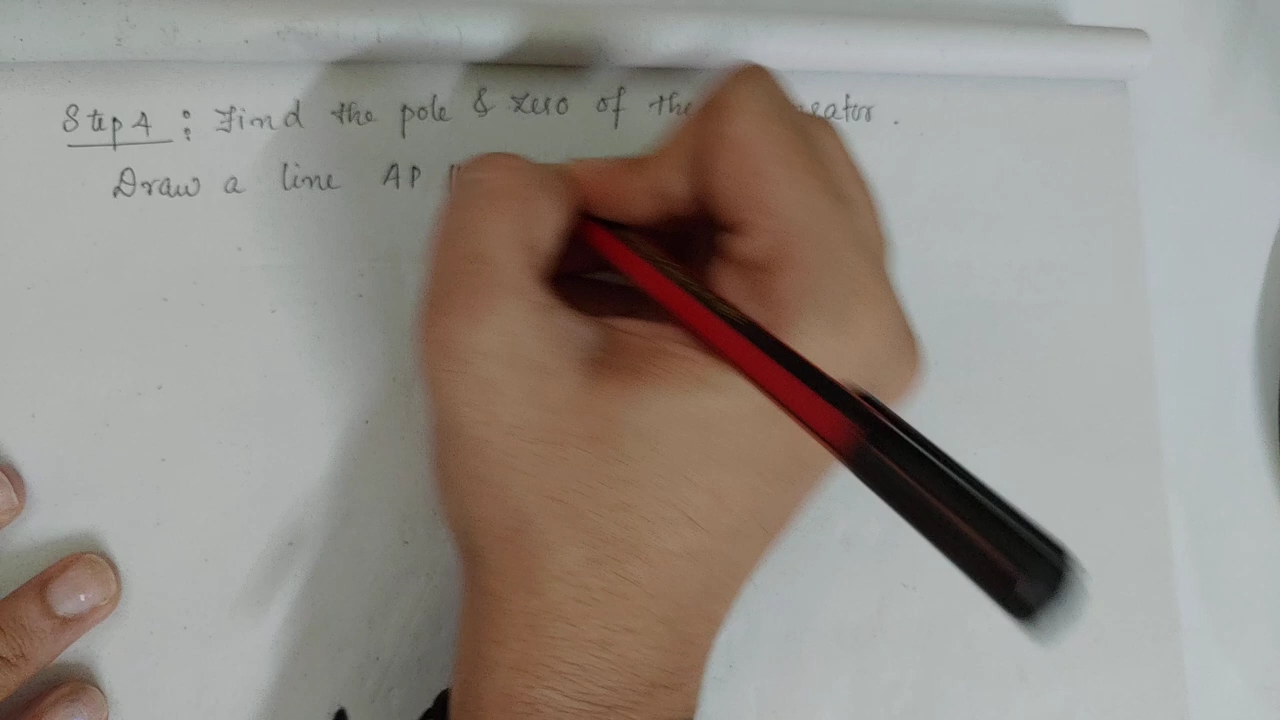 Step 4 : Find the pole & zero of the
Draw a line AP